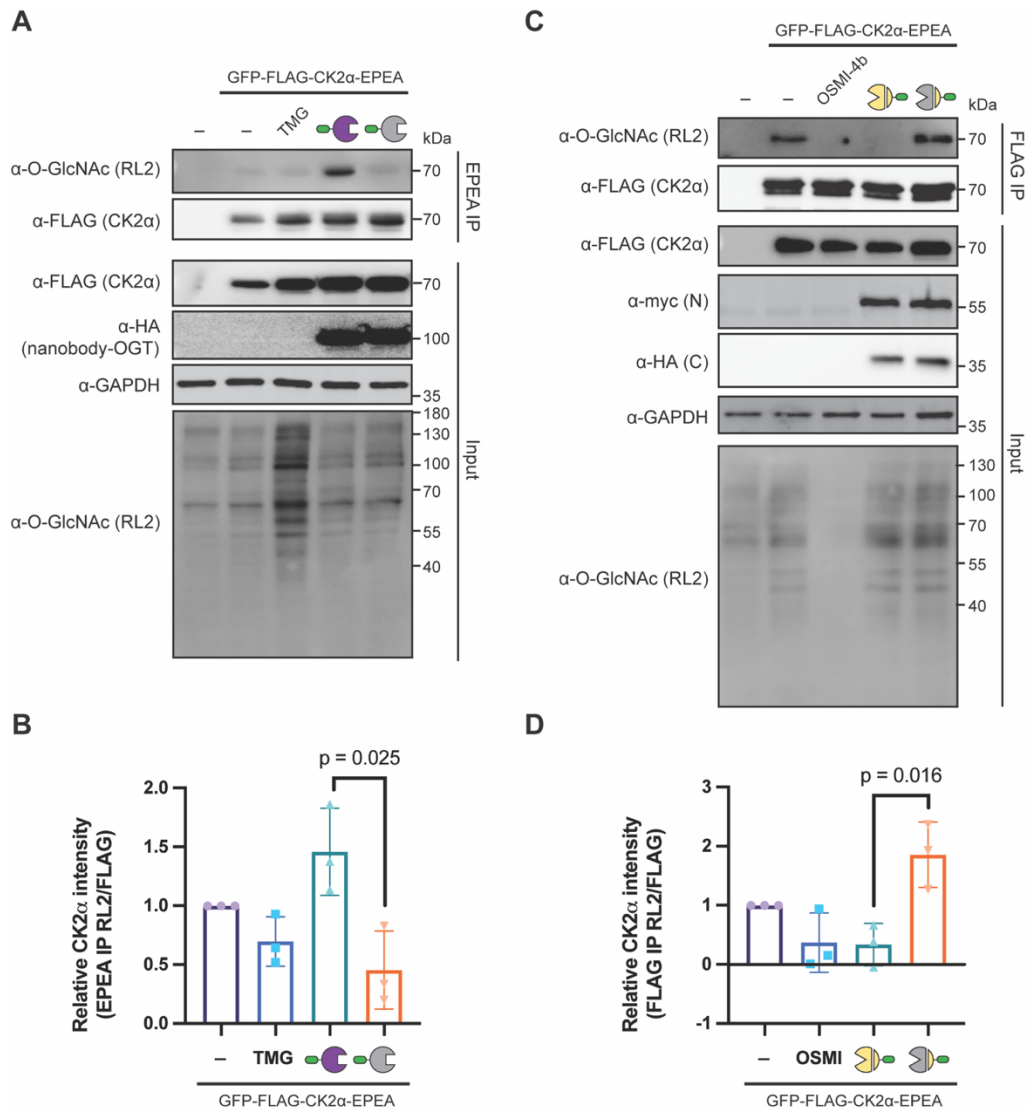 A
GFP-FLAG-CK2α-EPEA
– – TMG
kDa
α-O-GlcNAc (RL2)
70
α-FLAG (CK2α)
70
EPEA IP
α-FLAG (CK2α)
70
α-HA
(nanobody-OGT)
100
α-GAPDH
35
α-O-GlcNAc (RL2)
180
130
100
70
55
40
Input
C
GFP-FLAG-CK2α-EPEA
– – OSMI-4b
kDa
α-O-GlcNAc (RL2)
70
α-FLAG (CK2α)
70
FLAG IP
α-FLAG (CK2α)
70
α-myc (N)
55
α-HA (C)
35
α-GAPDH
35
α-O-GlcNAc (RL2)
130
100
70
55
40
Input
B
p = 0.025
Relative CK2α intensity
(EPEA IP RL2/FLAG)
2.0
1.5
1.0
0.5
0.0
– TMG
GFP-FLAG-CK2α-EPEA
D
p = 0.016
Relative CK2α intensity
(FLAG IP RL2/FLAG)
3
2
1
0
-1
– OSMI
GFP-FLAG-CK2α-EPEA